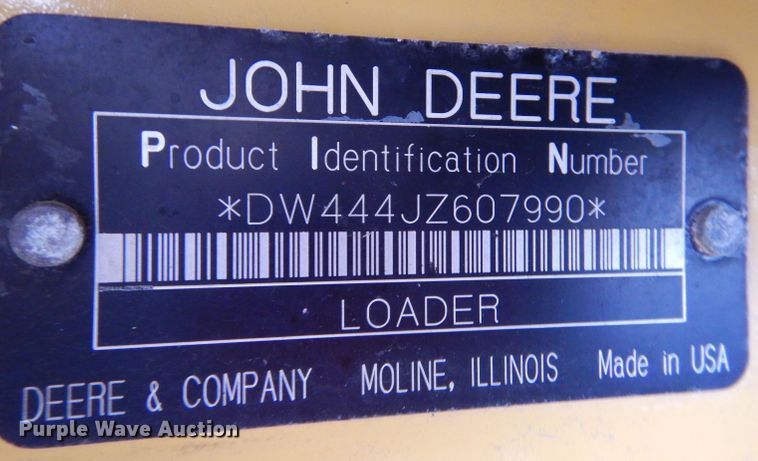 JOHN DEERE
Product Identification Number
*DW444JZ607990*
LOADER
DEERE & COMPANY MOLINE, ILLINOIS Made in USA
Purple Wave Auction